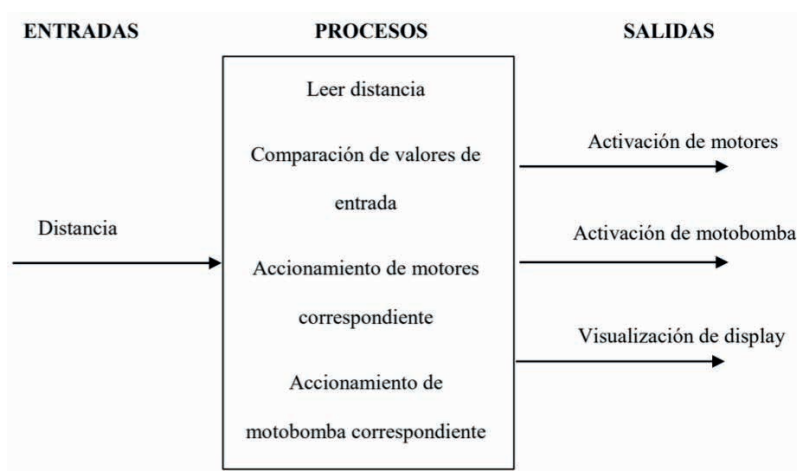 ENTRADAS
PROCESOS
SALIDAS
Distancia
Leer distancia
Comparación de valores de
entrada
Accionamiento de motores
correspondiente
Accionamiento de
motobomba correspondiente
Activación de motores
Activación de motobomba
Visualización de display